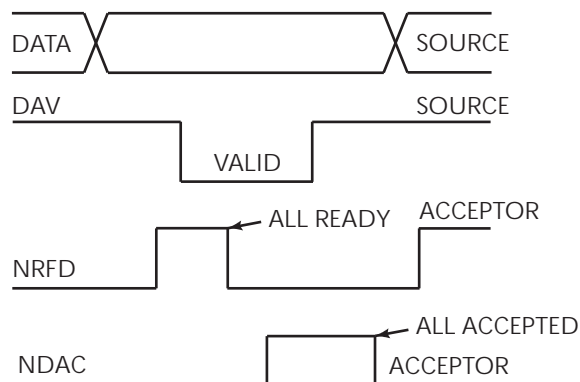 DATA SOURCE
DAV SOURCE
VALID
ALL READY ACCEPTOR
NRFD
ALL ACCEPTED
NDAC ACCEPTOR